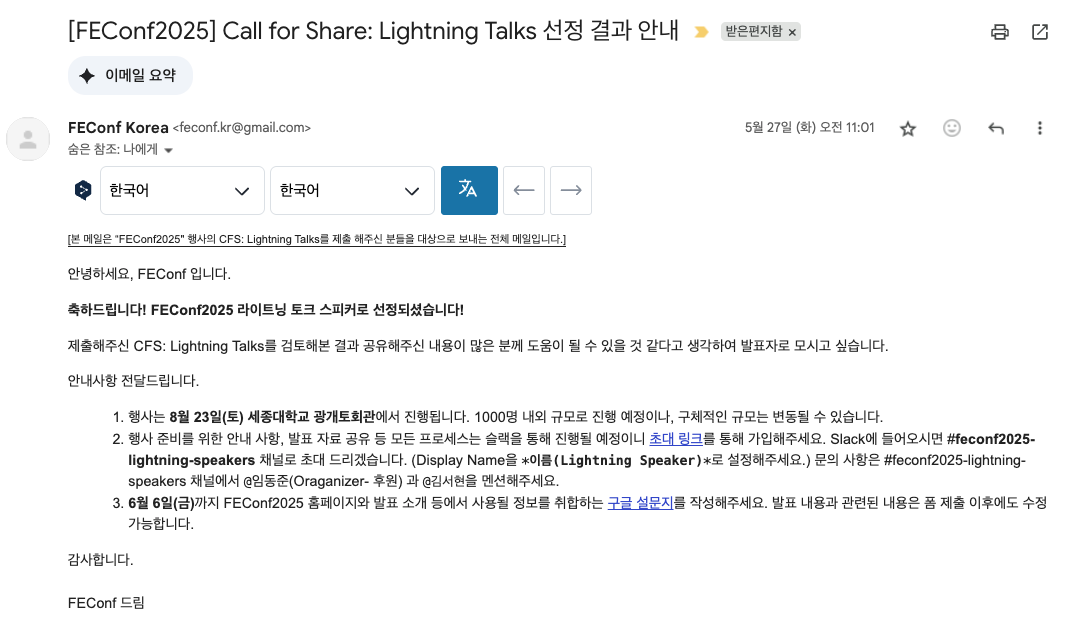 [FEConf2025] Call for Share: Lightning Talks 선정 결과 안내
받은편지함 ×
이메일 요약
FEConf Korea <feconf.kr@gmail.com>
5월 27일 (화) 오전 11:01
숨은 참조: 나에게
한국어
한국어
[본 메일은 "FEConf2025" 행사의 CFS: Lightning Talks를 제출 해주신 분들을 대상으로 보내는 전체 메일입니다.]
안녕하세요, FEConf 입니다.
축하드립니다! FEConf2025 라이트닝 토크 스피커로 선정되셨습니다!
제출해주신 CFS: Lightning Talks를 검토해본 결과 공유해주신 내용이 많은 분께 도움이 될 수 있을 것 같다고 생각하여 발표자로 모시고 싶습니다.
안내사항 전달드립니다.
1. 행사는 8월 23일(토) 세종대학교 광개토회관에서 진행됩니다. 1000명 내외 규모로 진행 예정이나, 구체적인 규모는 변동될 수 있습니다.
2. 행사 준비를 위한 안내 사항, 발표 자료 공유 등 모든 프로세스는 슬랙을 통해 진행될 예정이니 초대 링크를 통해 가입해주세요. Slack에 들어오시면 #feconf2025-
lightning-speakers 채널로 초대 드리겠습니다. (Display Name을 *이름(Lightning Speaker)*로 설정해주세요.) 문의 사항은 #feconf2025-lightning-
speakers 채널에서 @임동준(Oraganizer- 후원) 과 @김서현을 멘션해주세요.
3. 6월 6일(금)까지 FEConf2025 홈페이지와 발표 소개 등에서 사용될 정보를 취합하는 구글 설문지를 작성해주세요. 발표 내용과 관련된 내용은 폼 제출 이후에도 수정
가능합니다.
감사합니다.
FEConf 드림